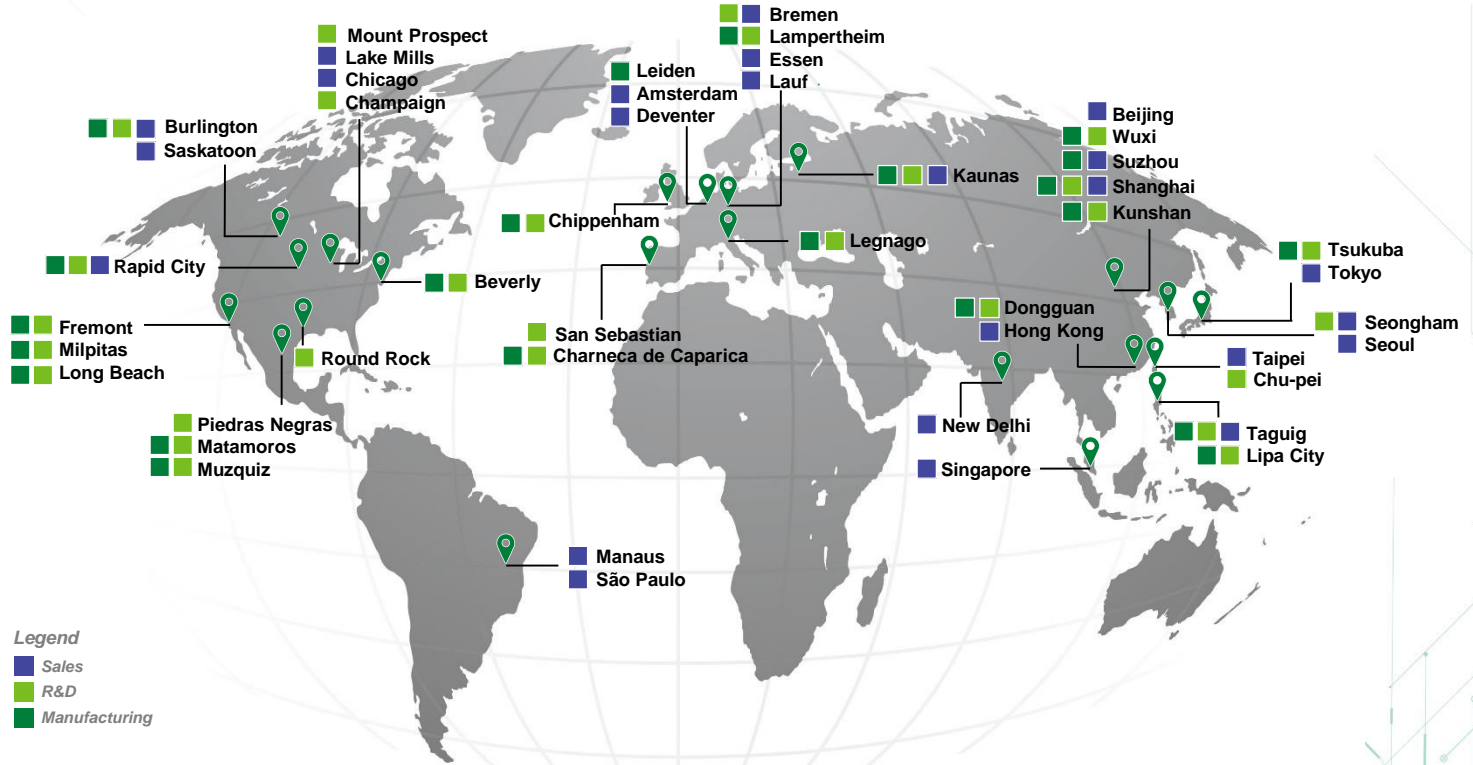 Mount Prospect
Lake Mills
Chicago
Champaign
Burlington
Saskatoon
Rapid City
Beverly
Fremont
Milpitas
Long Beach
Round Rock
Piedras Negras
Matamoros
Muzquiz
Manaus
São Paulo
Bremen
Lampertheim
Essen
Lauf
Leiden
Amsterdam
Deventer
Kaunas
Chippenham
Legnago
San Sebastian
Charneca de Caparica
Beijing
Wuxi
Suzhou
Shanghai
Kunshan
Tsukuba
Tokyo
Dongguan
Hong Kong
Seongham
Seoul
Taipei
Chu-pei
New Delhi
Taguig
Lipa City
Singapore
Legend
Sales
R&D
Manufacturing